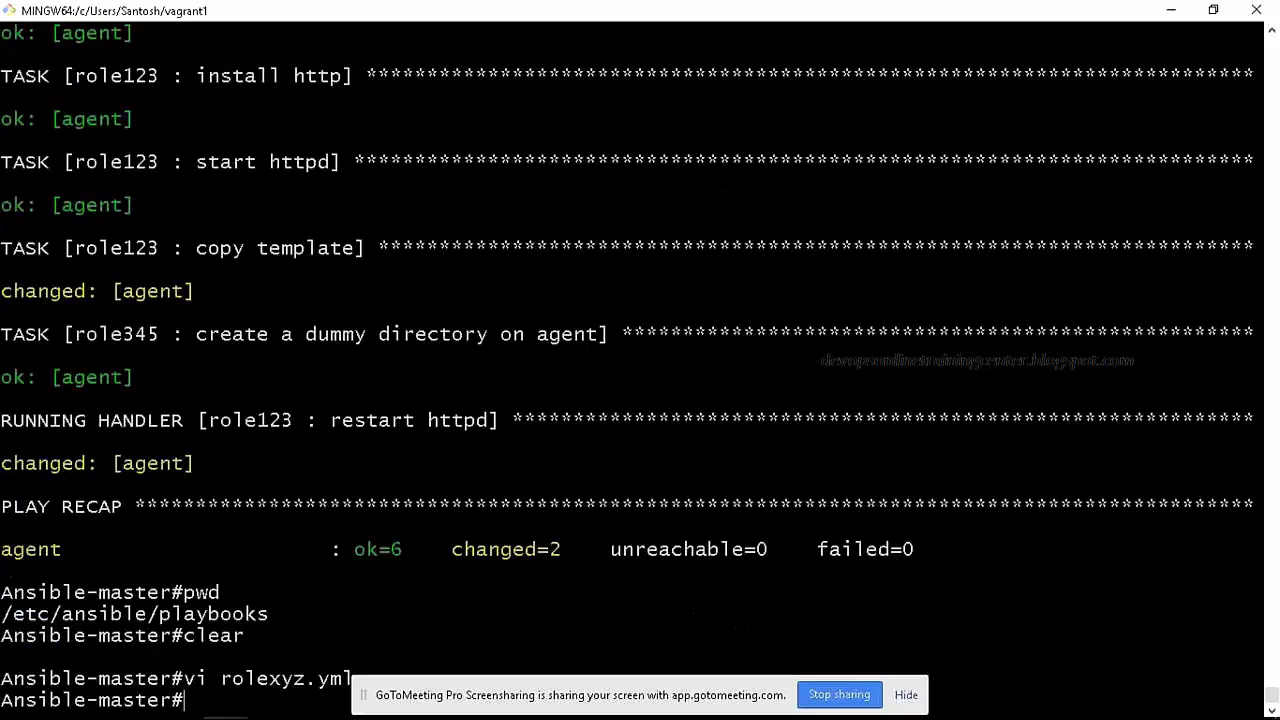 MINGW64:/c/Users/Santosh/vagrant1
ok: [agent]
TASK [role123 : install http] *************************************************************************
ok: [agent]
TASK [role123 : start httpd] **************************************************************************
ok: [agent]
TASK [role123 : copy template] ************************************************************************
changed: [agent]
TASK [role345 : create a dummy directory on agent] ****************************************************
devopsonlinetrainingcenter.blogspot.com
ok: [agent]
RUNNING HANDLER [role123 : restart httpd] *************************************************************
changed: [agent]
PLAY RECAP ********************************************************************************************
agent : ok=6 changed=2 unreachable=0 failed=0
Ansible-master#pwd
/etc/ansible/playbooks
Ansible-master#clear
Ansible-master#vi rolexyz.yml
Ansible-master#
GoToMeeting Pro Screensharing is sharing your screen with app.gotomeeting.com. Stop sharing Hide